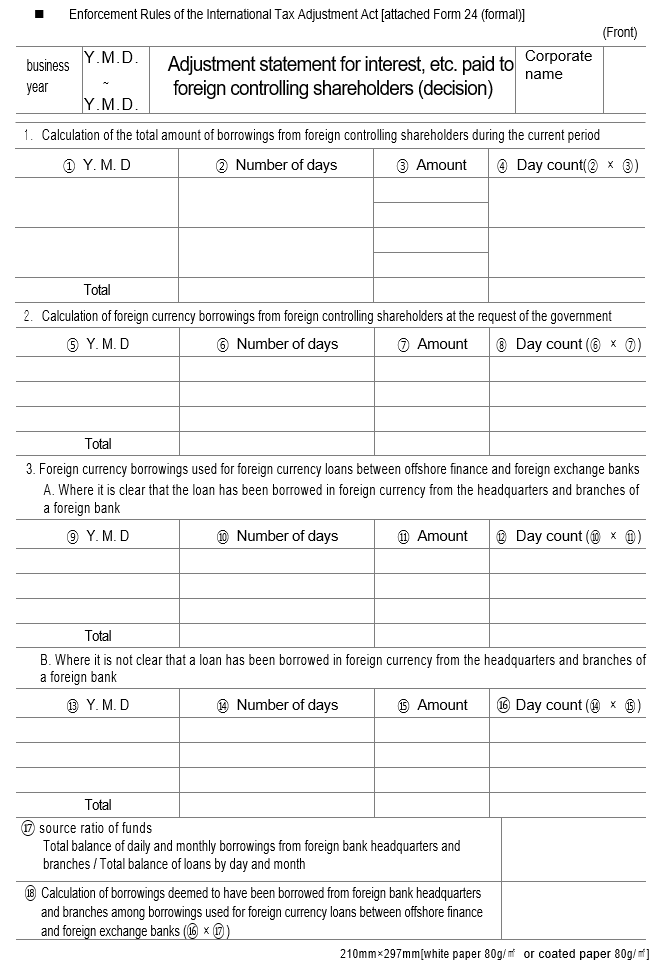 ■ Enforcement Rules of the International Tax Adjustment Act [attached Form 24 (formal)]
(Front)
business year
Y.M.D.
~
Y.M.D.
Adjustment statement for interest, etc. paid to
foreign controlling shareholders (decision)
Corporate
name
1. Calculation of the total amount of borrowings from foreign controlling shareholders during the current period
① Y. M. D ② Number of days ③ Amount ④ Day count(② × ③)
Total
2. Calculation of foreign currency borrowings from foreign controlling shareholders at the request of the government
⑤ Y. M. D ⑥ Number of days ⑦ Amount ⑧ Day count (⑥ × ⑦)
Total
3. Foreign currency borrowings used for foreign currency loans between offshore finance and foreign exchange banks
A. Where it is clear that the loan has been borrowed in foreign currency from the headquarters and branches of
a foreign bank
⑨ Y. M. D ⑩ Number of days ⑪ Amount ⑫ Day count (⑩ × ⑪)
Total
B. Where it is not clear that a loan has been borrowed in foreign currency from the headquarters and branches of
a foreign bank
⑬ Y. M. D ⑭ Number of days ⑮ Amount ⑯ Day count (⑭ × ⑮)
Total
⑰ source ratio of funds
Total balance of daily and monthly borrowings from foreign bank headquarters and
branches / Total balance of loans by day and month
⑱ Calculation of borrowings deemed to have been borrowed from foreign bank headquarters
and branches among borrowings used for foreign currency loans between offshore finance
and foreign exchange banks (⑯ × ⑰)
210mm×297mm[white paper 80g/㎡ or coated paper 80g/㎡]